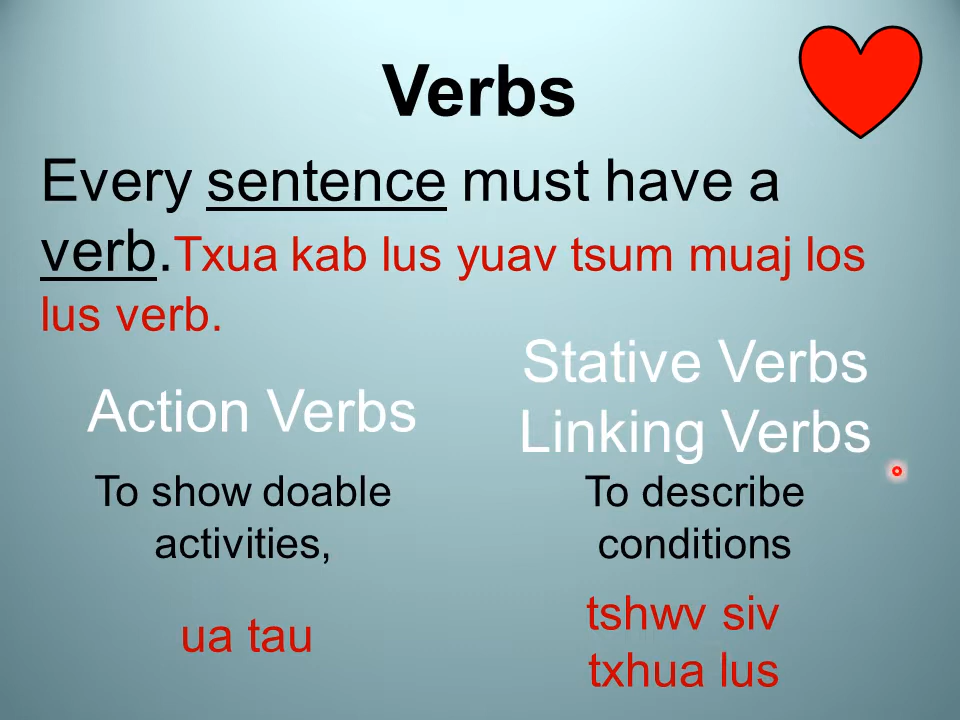 Verbs
Every sentence must have a
verb.Txua kab lus yuav tsum muaj los
lus verb.
Action Verbs
To show doable
activities,
ua tau
Stative Verbs
Linking Verbs
To describe
conditions
tshwv siv
txhua lus